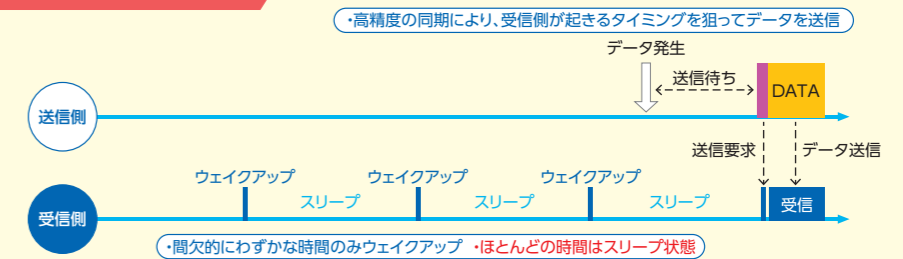 ・高精度の同期により、受信側が起きるタイミングを狙ってデータを送信
データ発生
送信待ち
DATA
送信側
送信要求
データ送信
ウェイクアップ
ウェイクアップ
ウェイクアップ
スリープ
スリープ
スリープ
受信
受信側
・間欠的にわずかな時間のみウェイクアップ ・ほとんどの時間はスリープ状態